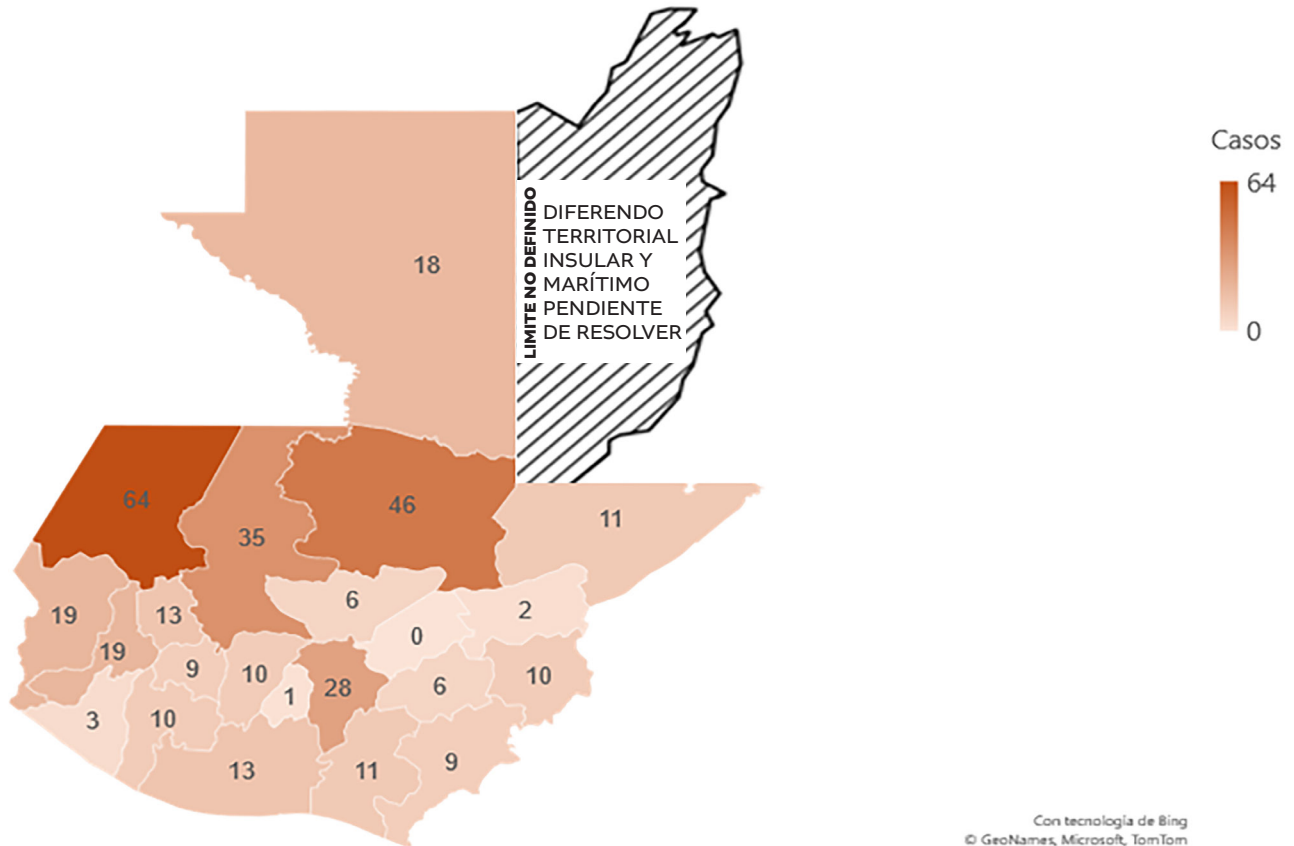 Casos
64
0
LIMITE NO DEFINIDO
DIFERENDO
TERRITORIAL
INSULAR Y
MARÍTIMO
PENDIENTE
DE RESOLVER
18
64
46
11
35
6
2
19
13
0
19
9
10
1
28
6
10
3
10
13
11
9
Con tecnología de Bing
© GeoNames, Microsoft, TomTom